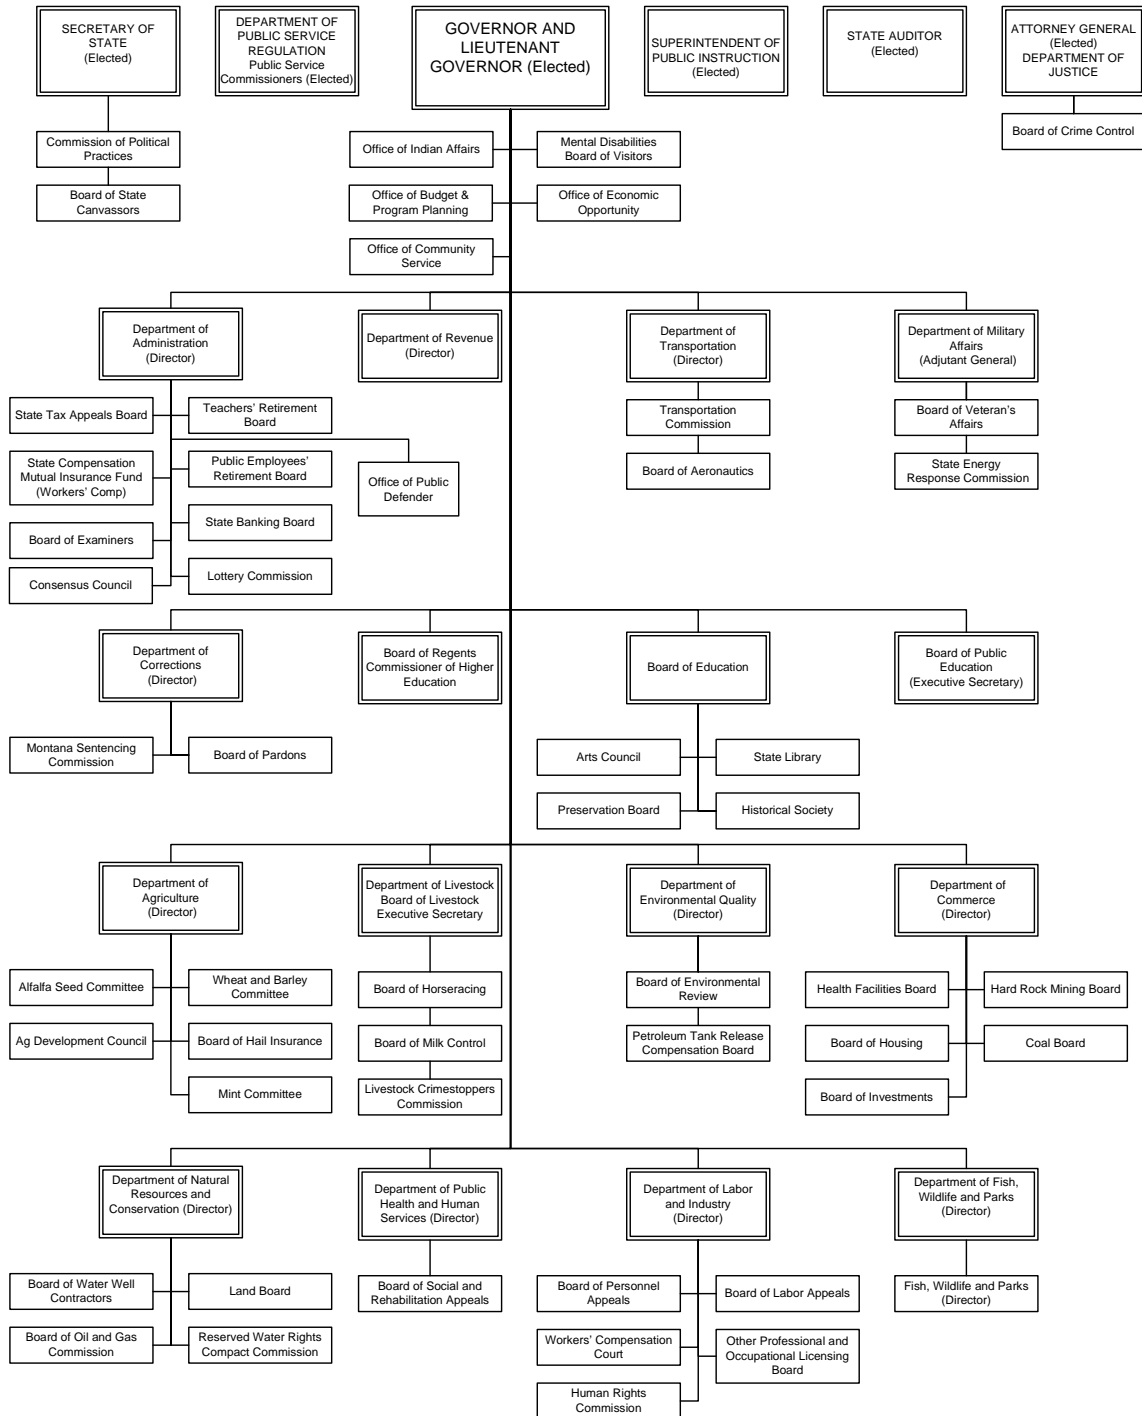 SECRETARY OF
STATE
(Elected)
DEPARTMENT OF
PUBLIC SERVICE
REGULATION
Public Service
Commissioners (Elected)
GOVERNOR AND
LIEUTENANT
GOVERNOR (Elected)
SUPERINTENDENT OF
PUBLIC INSTRUCTION
(Elected)
STATE AUDITOR
(Elected)
ATTORNEY GENERAL
(Elected)
DEPARTMENT OF
JUSTICE
Commission of Political
Practices
Board of State
Canvassors
Office of Indian Affairs
Mental Disabilities
Board of Visitors
Office of Budget &
Program Planning
Office of Economic
Opportunity
Office of Community
Service
Board of Crime Control
Department of
Administration
(Director)
Department of Revenue
(Director)
Department of
Transportation
(Director)
Department of Military
Affairs
(Adjutant General)
State Tax Appeals Board
Teachers' Retirement
Board
State Compensation
Mutual Insurance Fund
(Workers' Comp)
Public Employees'
Retirement Board
Office of Public
Defender
Board of Examiners
State Banking Board
Consensus Council
Lottery Commission
Transportation
Commission
Board of Aeronautics
Board of Veteran's
Affairs
State Energy
Response Commission
Department of
Corrections
(Director)
Board of Regents
Commissioner of Higher
Education
Board of Education
Board of Public
Education
(Executive Secretary)
Montana Sentencing
Commission
Board of Pardons
Arts Council
State Library
Preservation Board
Historical Society
Department of
Agriculture
(Director)
Department of Livestock
Board of Livestock
Executive Secretary
Department of
Environmental Quality
(Director)
Department of
Commerce
(Director)
Alfalfa Seed Committee
Wheat and Barley
Committee
Ag Development Council
Board of Hail Insurance
Mint Committee
Board of Horseracing
Board of Milk Control
Livestock Crimestoppers
Commission
Board of Environmental
Review
Petroleum Tank Release
Compensation Board
Health Facilities Board
Hard Rock Mining Board
Board of Housing
Coal Board
Board of Investments
Department of Natural
Resources and
Conservation (Director)
Department of Public
Health and Human
Services (Director)
Department of Labor
and Industry
(Director)
Department of Fish,
Wildlife and Parks
(Director)
Board of Water Well
Contractors
Land Board
Board of Oil and Gas
Commission
Reserved Water Rights
Compact Commission
Board of Social and
Rehabilitation Appeals
Board of Personnel
Appeals
Board of Labor Appeals
Workers' Compensation
Court
Other Professional and
Occupational Licensing
Board
Human Rights
Commission
Fish, Wildlife and Parks
(Director)